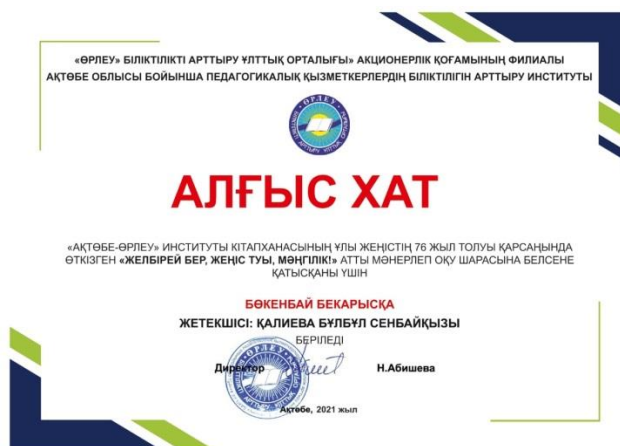 «ӨРЛЕУ» БІЛІКТІЛІКТІ АРТТЫРУ ҰЛТТЫҚ ОРТАЛЫҒЫ» АКЦИОНЕРЛІК ҚОҒАМЫНЫҢ ФИЛИАЛЫ
АҚТӨБЕ ОБЛЫСЫ БОЙЫНША ПЕДАГОГИКАЛЫҚ ҚЫЗМЕТКЕРЛЕРДІҢ БІЛІКТІЛІГІН АРТТЫРУ ИНСТИТУТЫ
АЛҒЫС ХАТ
«АҚТӨБЕ-ӨРЛЕУ» ИНСТИТУТЫ КІТАПХАНАСЫНЫҢ ҰЛЫ ЖЕҢІСТІҢ 76 ЖЫЛ ТОЛУЫ ҚАРСАҢЫНДА
ӨТКІЗГЕН «ЖЕЛБІРЕЙ БЕР, ЖЕҢІС ТУЫ, МӘҢГІЛІК!» АТТЫ МӘНЕРЛЕП ОҚУ ШАРАСЫНА БЕЛСЕНЕ
ҚАТЫСҚАНЫ ҮШІН
БӨКЕНБАЙ БЕКАРЫСҚА
ЖЕТЕКШІСІ: ҚАЛИЕВА БҰЛБҰЛ СЕНБАЙҚЫЗЫ
БЕРІЛЕДІ
Директор Н.Абишева
Ақтөбе, 2021 жыл